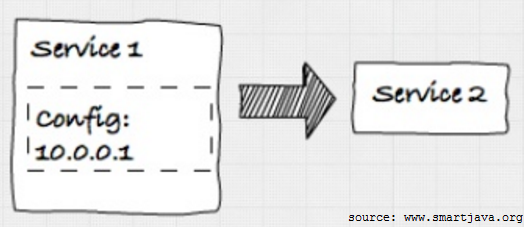 Service 1
Config:
10.0.0.1
Service 2
source: www.smartjava.org